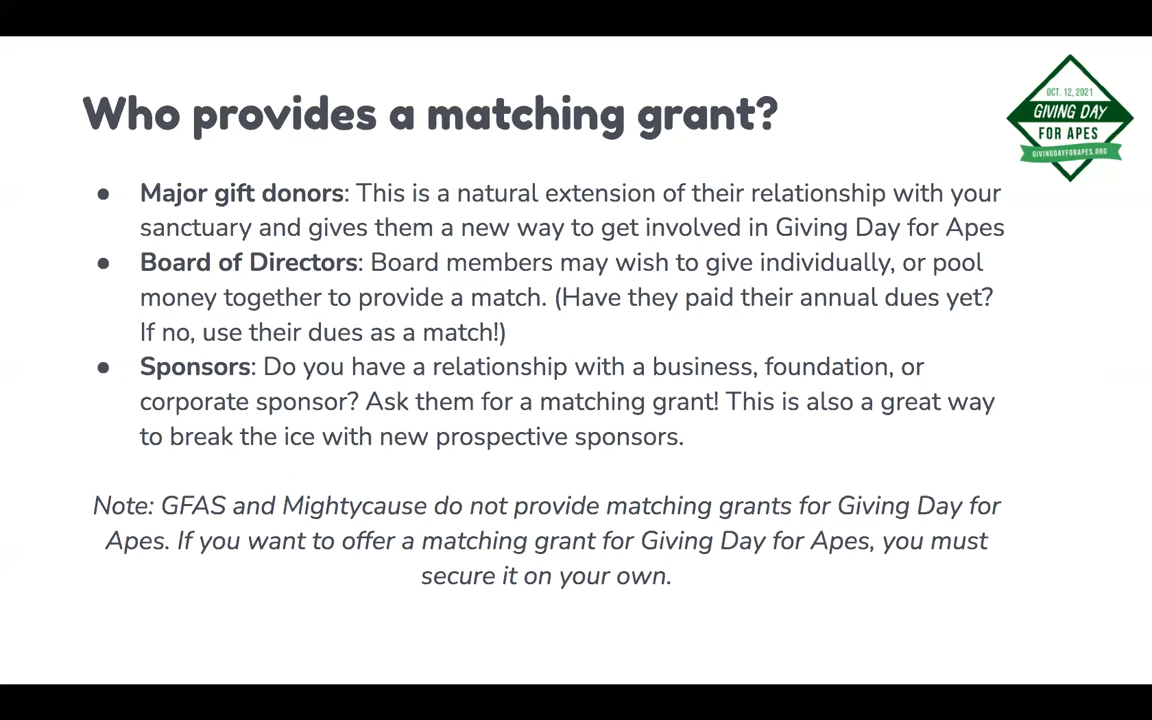 Who provides a matching grant?
OCT. 12, 2021
GIVING DAY
FOR APES
GIVINGDAYFORAPES.ORG
● Major gift donors: This is a natural extension of their relationship with your
sanctuary and gives them a new way to get involved in Giving Day for Apes
● Board of Directors: Board members may wish to give individually, or pool
money together to provide a match. (Have they paid their annual dues yet?
If no, use their dues as a match!)
● Sponsors: Do you have a relationship with a business, foundation, or
corporate sponsor? Ask them for a matching grant! This is also a great way
to break the ice with new prospective sponsors.
Note: GFAS and Mightycause do not provide matching grants for Giving Day for
Apes. If you want to offer a matching grant for Giving Day for Apes, you must
secure it on your own.